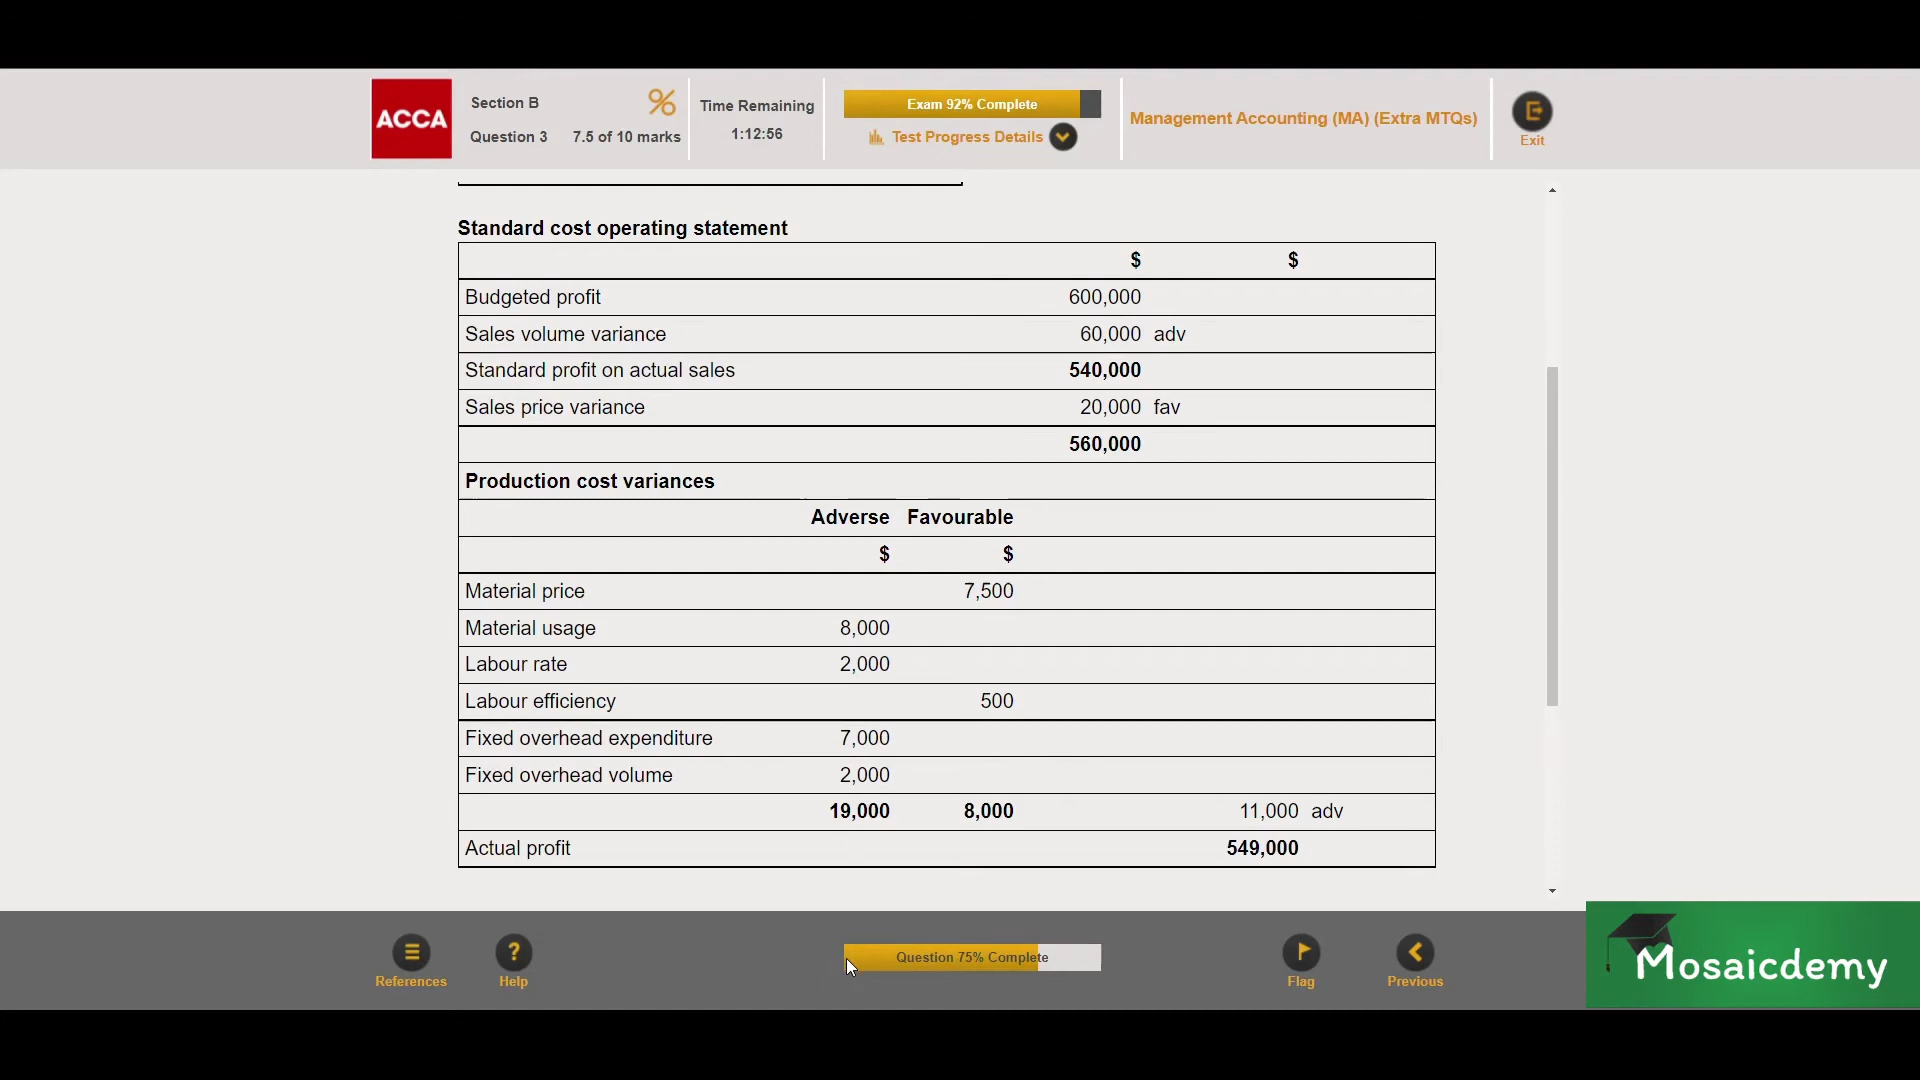 ACCA
Section B
%
Question 3 7.5 of 10 marks
Time Remaining
1:12:56
Exam 92% Complete
Test Progress Details
Management Accounting (MA) (Extra MTQs)
Exit
Standard cost operating statement
$ $
Budgeted profit 600,000
Sales volume variance 60,000 adv
Standard profit on actual sales 540,000
Sales price variance 20,000 fav
560,000
Production cost variances
Adverse Favourable
$ $
Material price 7,500
Material usage 8,000
Labour rate 2,000
Labour efficiency 500
Fixed overhead expenditure 7,000
Fixed overhead volume 2,000
19,000 8,000 11,000 adv
Actual profit 549,000
References
? Help
Question 75% Complete
Flag
Previous
Mosaicdemy